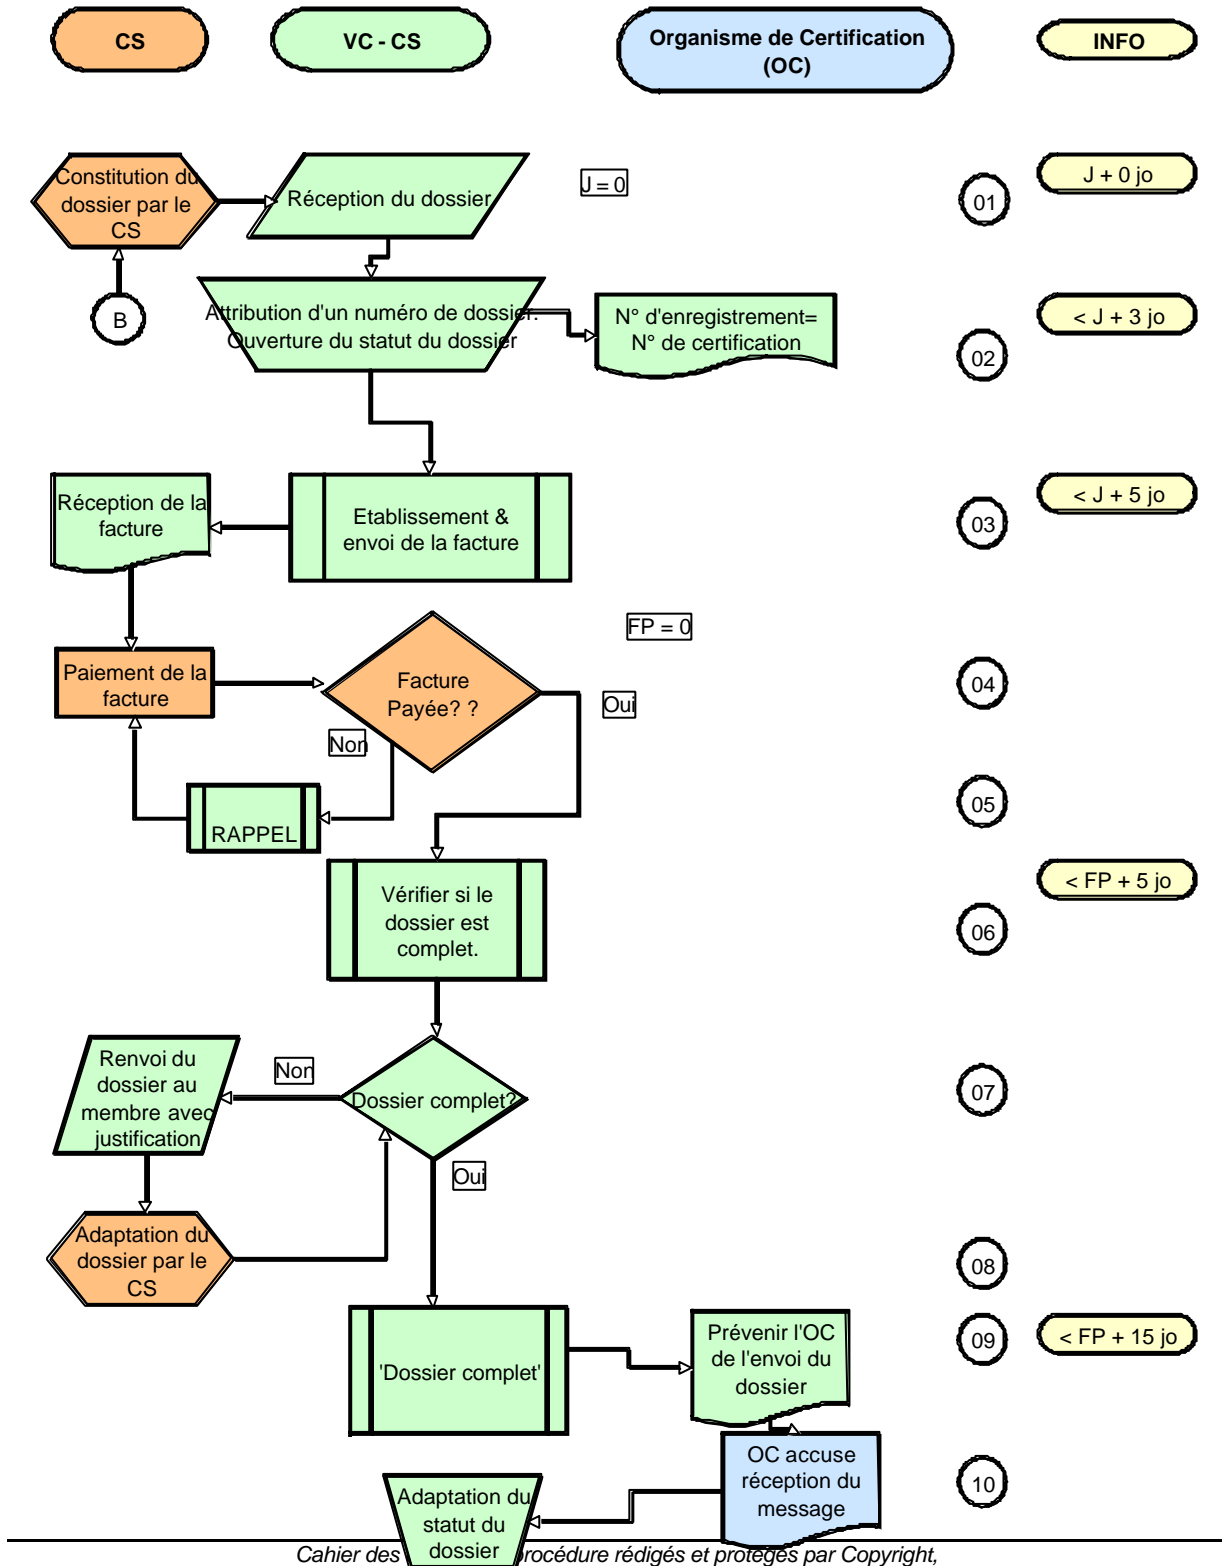 CS
VC - CS
Organisme de Certification
(OC)
INFO
Constitution du
dossier par le
CS
Réception du dossier
J = 0
01
J + 0 jo
B
Attribution d'un numéro de dossier.
Ouverture du statut du dossier
N° d'enregistrement=
N° de certification
02
< J + 3 jo
Réception de la
facture
Etablissement &
envoi de la facture
03
< J + 5 jo
FP = 0
Paiement de la
facture
Facture
Payée? ?
Oui
Non
04
RAPPEL
05
Vérifier si le
dossier est
complet.
06
< FP + 5 jo
Renvoi du
dossier au
membre avec
justification
Non
Dossier complet?
07
Oui
Adaptation du
dossier par le
CS
08
'Dossier complet'
Prévenir l'OC
de l'envoi du
dossier
09
< FP + 15 jo
OC accuse
réception du
message
10
Adaptation du
statut du
dossier
Cahier des procédure rédigés et protégés par Copyright,